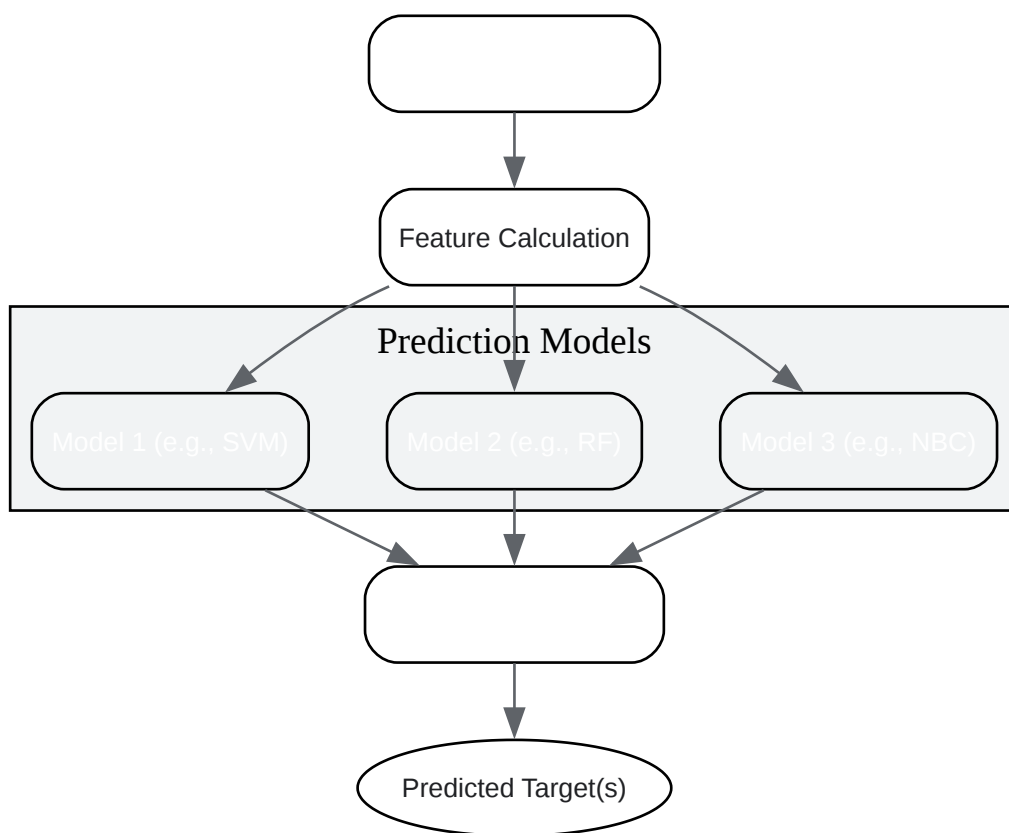 Feature Calculation
Prediction Models
Model 1 (e.g., SVM)
Model 2 (e.g., RF)
Model 3 (e.g., NBC)
Predicted Target(s)